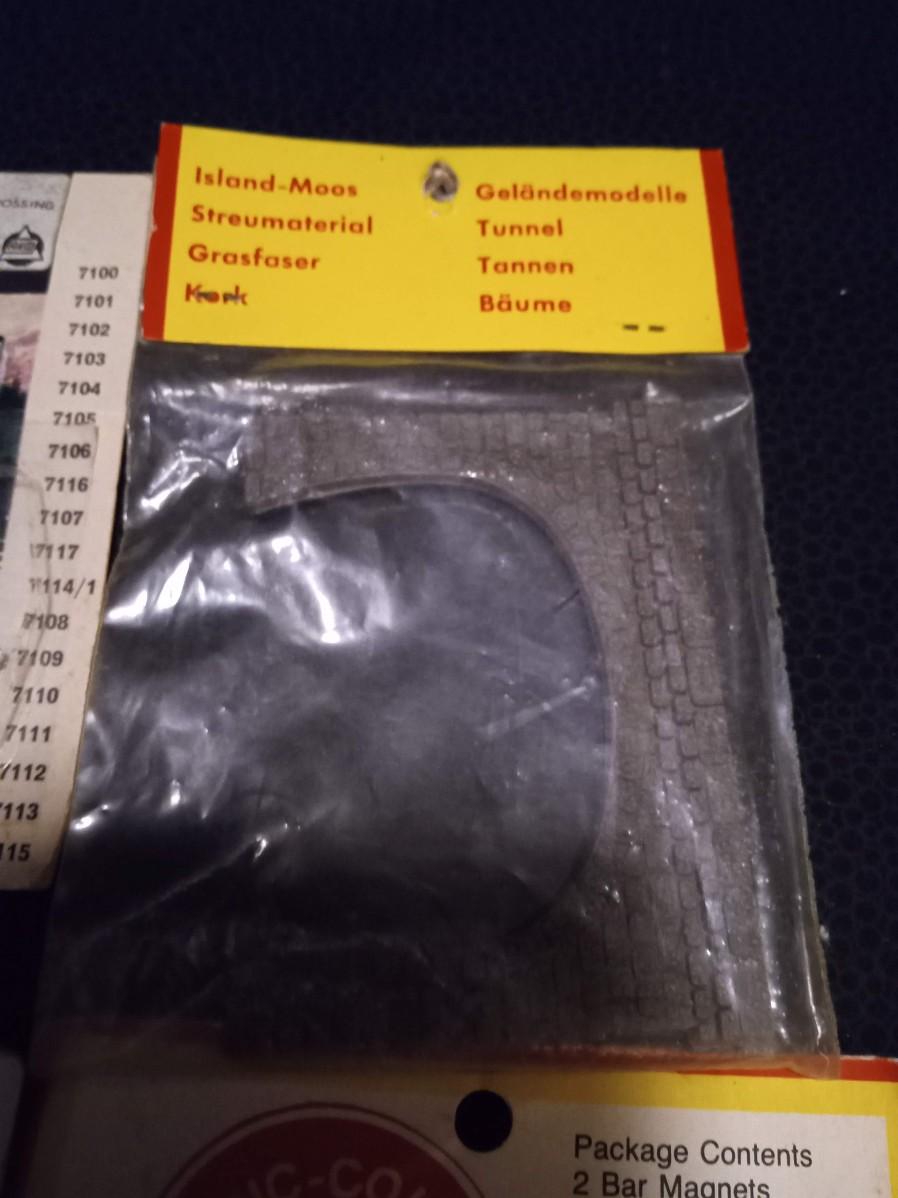 Island-Moos
Streumaterial
Grasfaser
Kork
Geländemodelle
Tunnel
Tannen
Bäume
7100
7101
7102
7103
7104
7105
7106
7116
7107
7117
7114/1
7108
7109
7110
7111
7112
7113
Package Contents
2 Bar Magnets